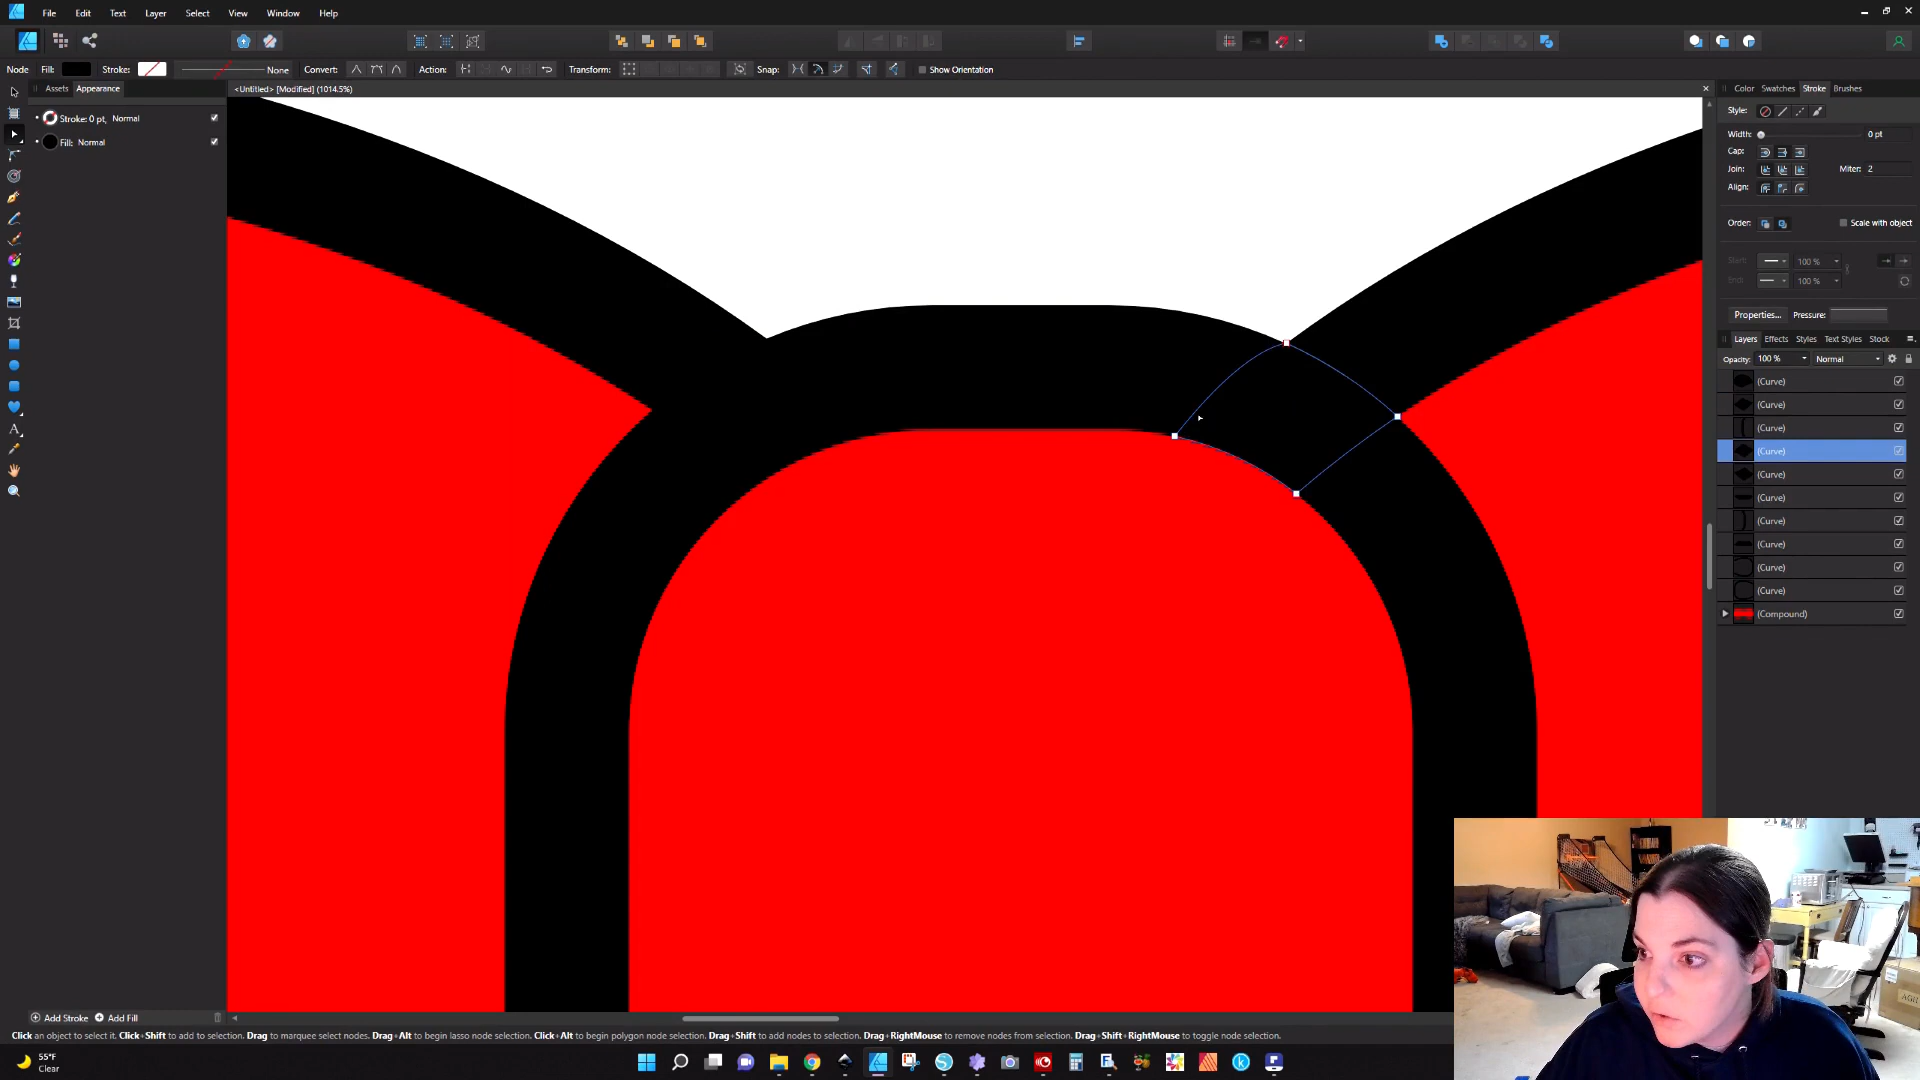 File Edit Text Layer Select View Window Help
Node Fill: Stroke: None Convert: Action: Transform: Snap: Show Orientation
Assets Appearance
<Untitled> [Modified] (1014.5%)
Stroke: 0 pt, Normal
Fill: Normal
Color Swatches Stroke Brushes
Style:
Width: 0 pt
Cap:
Join: Miter: 2
Align:
Order: Scale with object
Start: 100 %
End: 100 %
Properties... Pressure:
Layers Effects Styles Text Styles Stock
Opacity: 100 % Normal
(Curve)
(Curve)
(Curve)
(Curve)
(Curve)
(Curve)
(Curve)
(Curve)
(Curve)
(Curve)
(Compound)
Add Stroke Add Fill
Click an object to select it. Click+Shift to add to selection. Drag to marquee select nodes. Drag+Alt to begin lasso node selection. Click+Alt to begin polygon node selection. Drag+Shift to add nodes to selection. Drag+RightMouse to remove nodes from selection. Drag+Shift+RightMouse to toggle node selection.
55°F
Clear